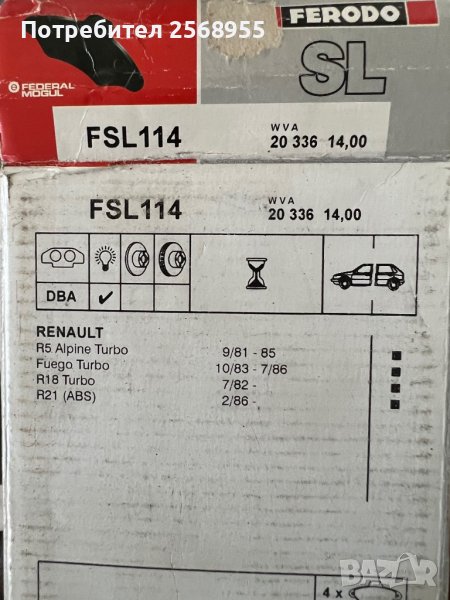 Потребител 2568955
FERODO
SL
FEDERAL
MOGUL
FSL114
WVA
20 336 14,00
FSL114
WVA
20 336 14,00
DBA ✓
RENAULT
R5 Alpine Turbo 9/81 - 85
Fuego Turbo 10/83 - 7/86
R18 Turbo 7/82 -
R21 (ABS) 2/86 -
4 x
BAZAR